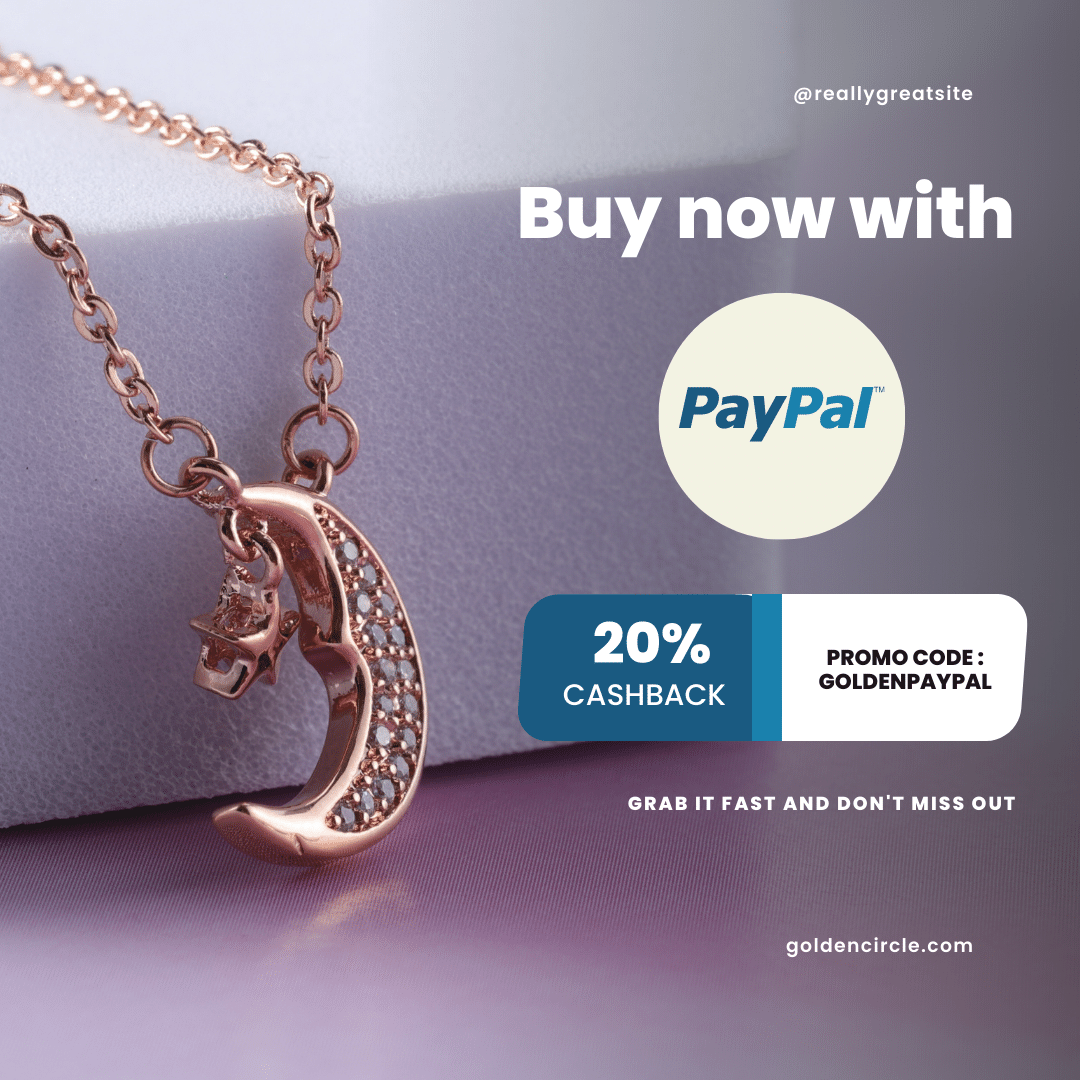 @reallygreatsite
Buy now with
PayPal™
20%
CASHBACK
PROMO CODE :
GOLDENPAYPAL
GRAB IT FAST AND DON'T MISS OUT
goldencircle.com